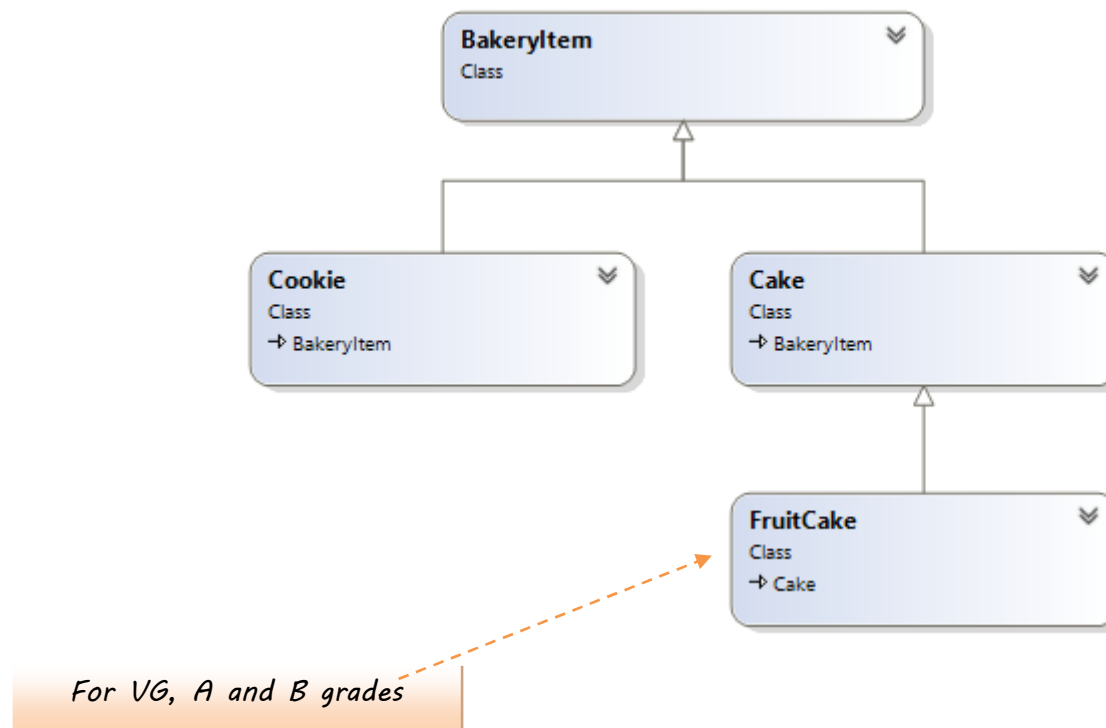 BakeryItem
Class
Cookie
Class
BakeryItem
Cake
Class
BakeryItem
FruitCake
Class
Cake
For VG, A and B grades